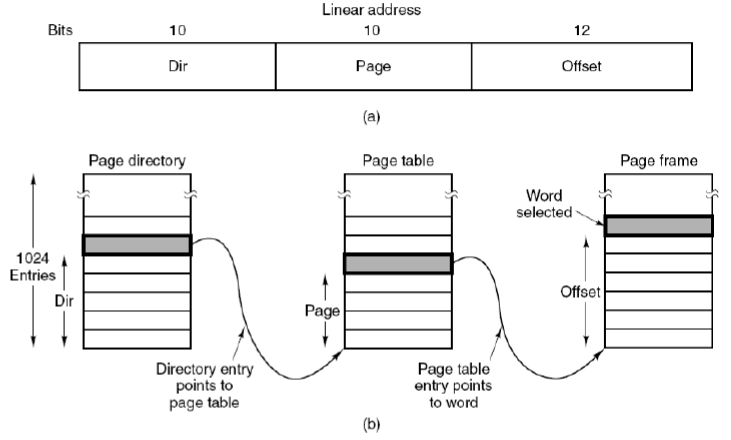 Linear address
Bits 10 10 12
Dir Page Offset
(a)
Page directory Page table Page frame
Word
selected
1024
Entries
Dir
Page
Offset
Directory entry
points to
page table
Page table
entry points
to word
(b)